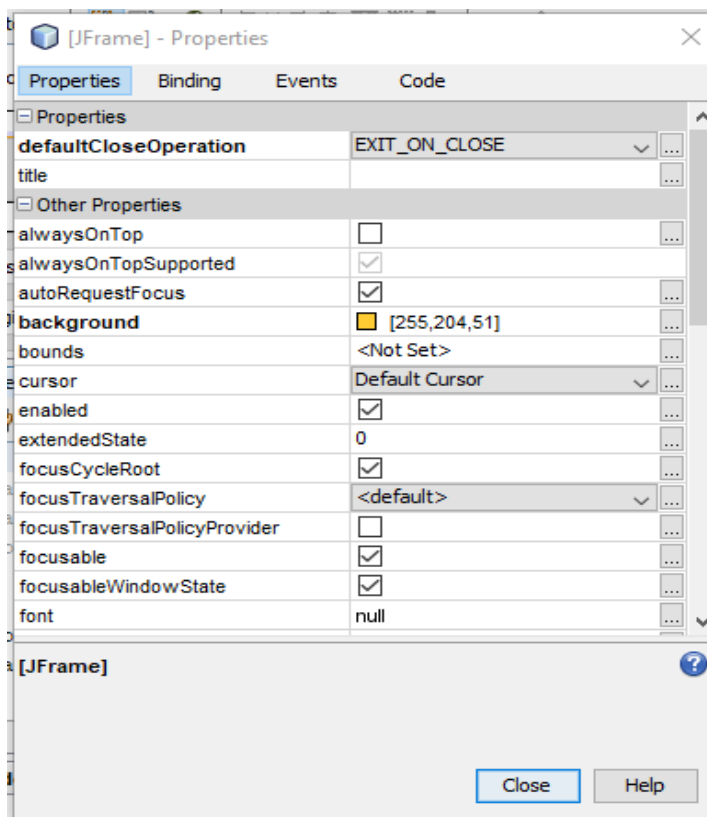 [JFrame] - Properties
Properties Binding Events Code
Properties
defaultCloseOperation EXIT_ON_CLOSE ...
title ...
Other Properties
alwaysOnTop ...
alwaysOnTopSupported
autoRequestFocus ...
background [255,204,51] ...
bounds <Not Set> ...
cursor Default Cursor ...
enabled ...
extendedState 0 ...
focusCycleRoot ...
focusTraversalPolicy <default> ...
focusTraversalPolicyProvider ...
focusable ...
focusableWindowState ...
font null ...
[JFrame]
Close Help